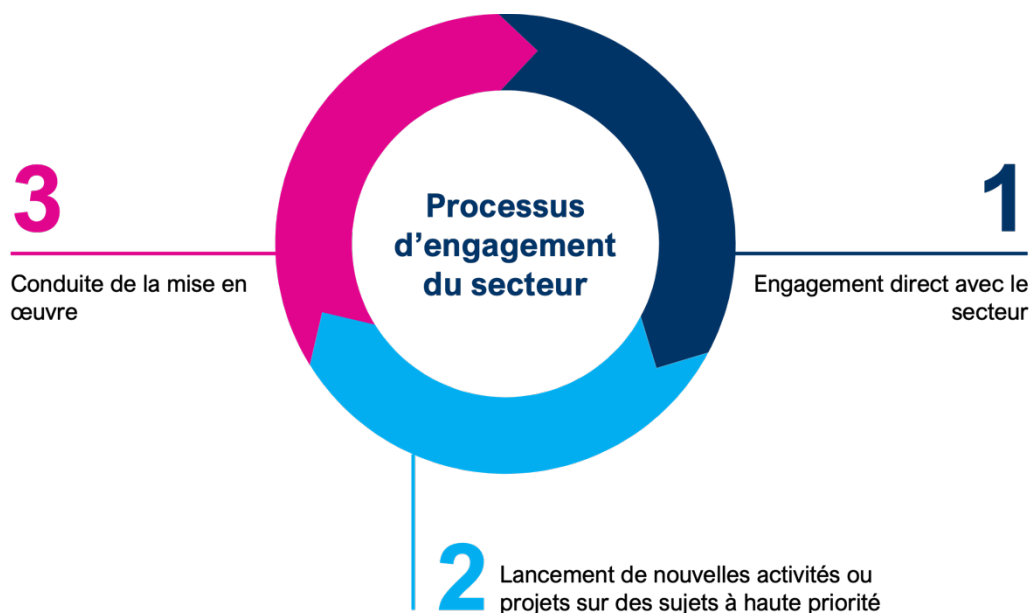 Processus
d’engagement
du secteur
1
Engagement direct avec le
secteur
2
Lancement de nouvelles activités ou
projets sur des sujets à haute priorité
3
Conduite de la mise en
œuvre